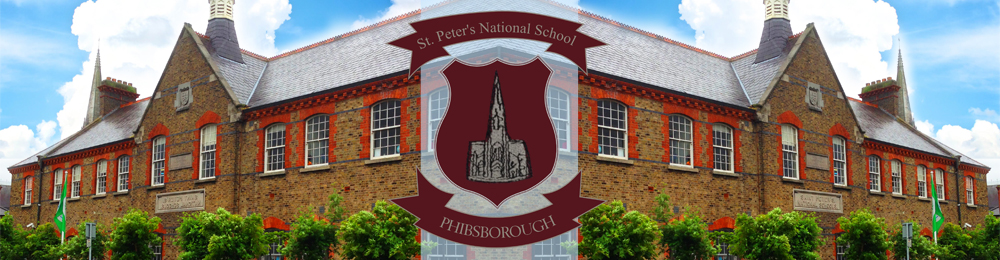 St. Peter's National School
PHIBSBOROUGH